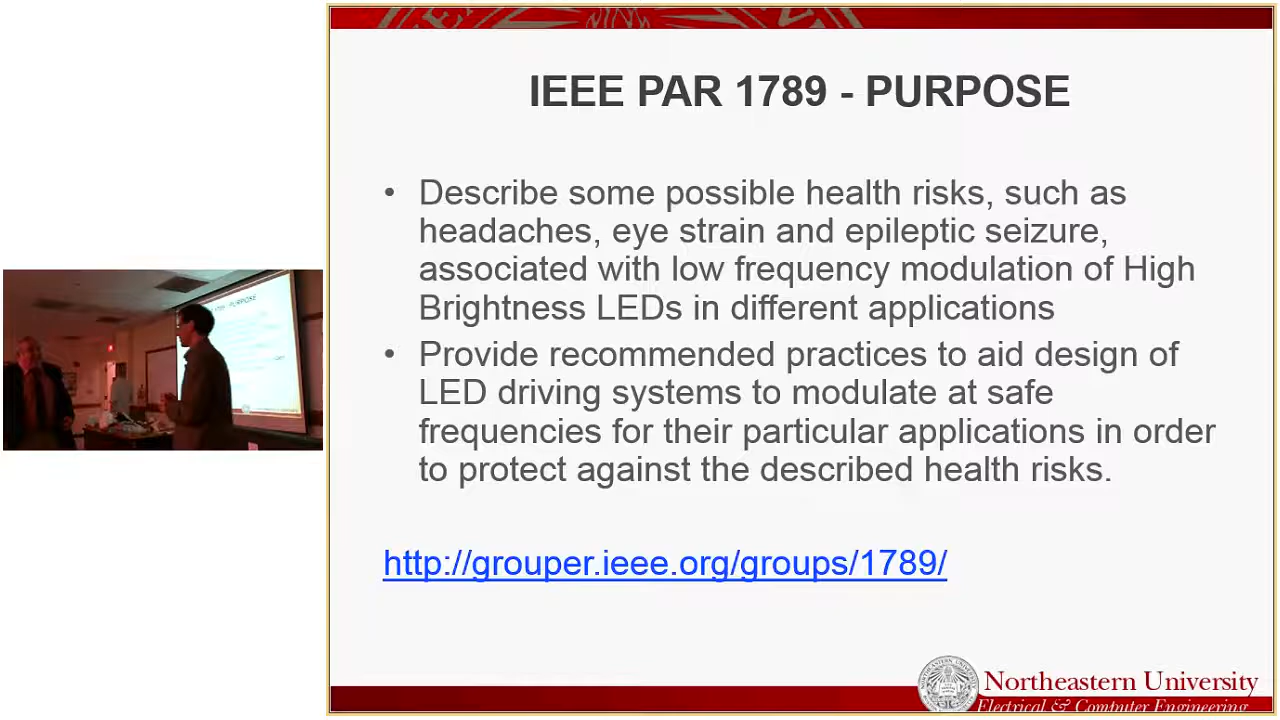 IEEE PAR 1789 - PURPOSE
• Describe some possible health risks, such as
headaches, eye strain and epileptic seizure,
associated with low frequency modulation of High
Brightness LEDs in different applications
• Provide recommended practices to aid design of
LED driving systems to modulate at safe
frequencies for their particular applications in order
to protect against the described health risks.
http://grouper.ieee.org/groups/1789/
Northeastern University
Electrical & Computer Engineering